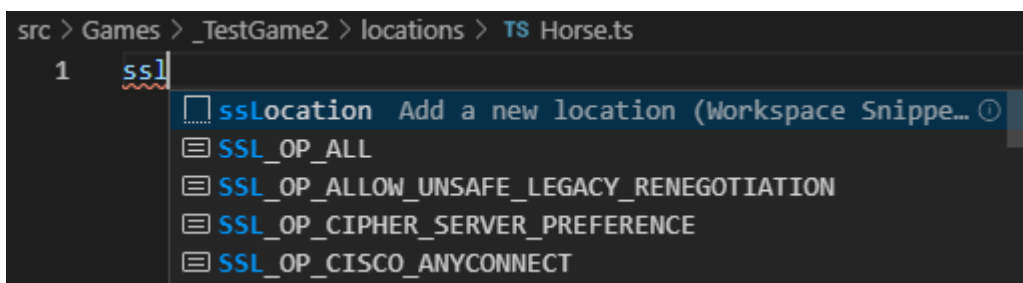 src > Games > _TestGame2 > locations > TS Horse.ts
1 ssl
ssLocation Add a new location (Workspace Snippe…
SSL_OP_ALL
SSL_OP_ALLOW_UNSAFE_LEGACY_RENEGOTIATION
SSL_OP_CIPHER_SERVER_PREFERENCE
SSL_OP_CISCO_ANYCONNECT